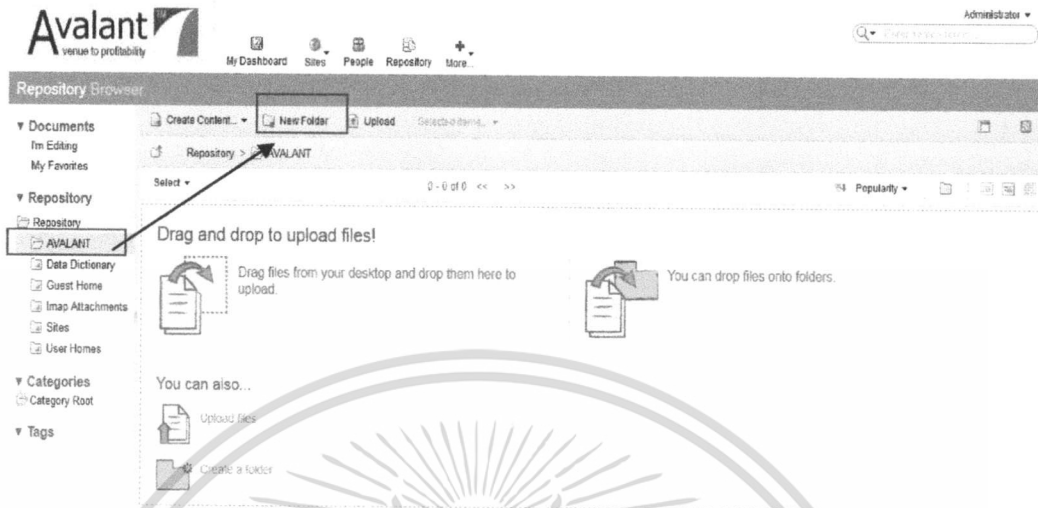 Avalant™
venue to profitability
My Dashboard Sites People Repository More...
Administrator
Repository Browser
Documents
I'm Editing
My Favorites
Repository
Repository
AVALANT
Data Dictionary
Guest Home
Imap Attachments
Sites
User Homes
Categories
Category Root
Tags
Create Content... New Folder Upload Selected items...
Repository > AVALANT
Select 0 - 0 of 0 << >> Popularity
Drag and drop to upload files!
Drag files from your desktop and drop them here to
upload.
You can drop files onto folders.
You can also...
Upload files
Create a folder